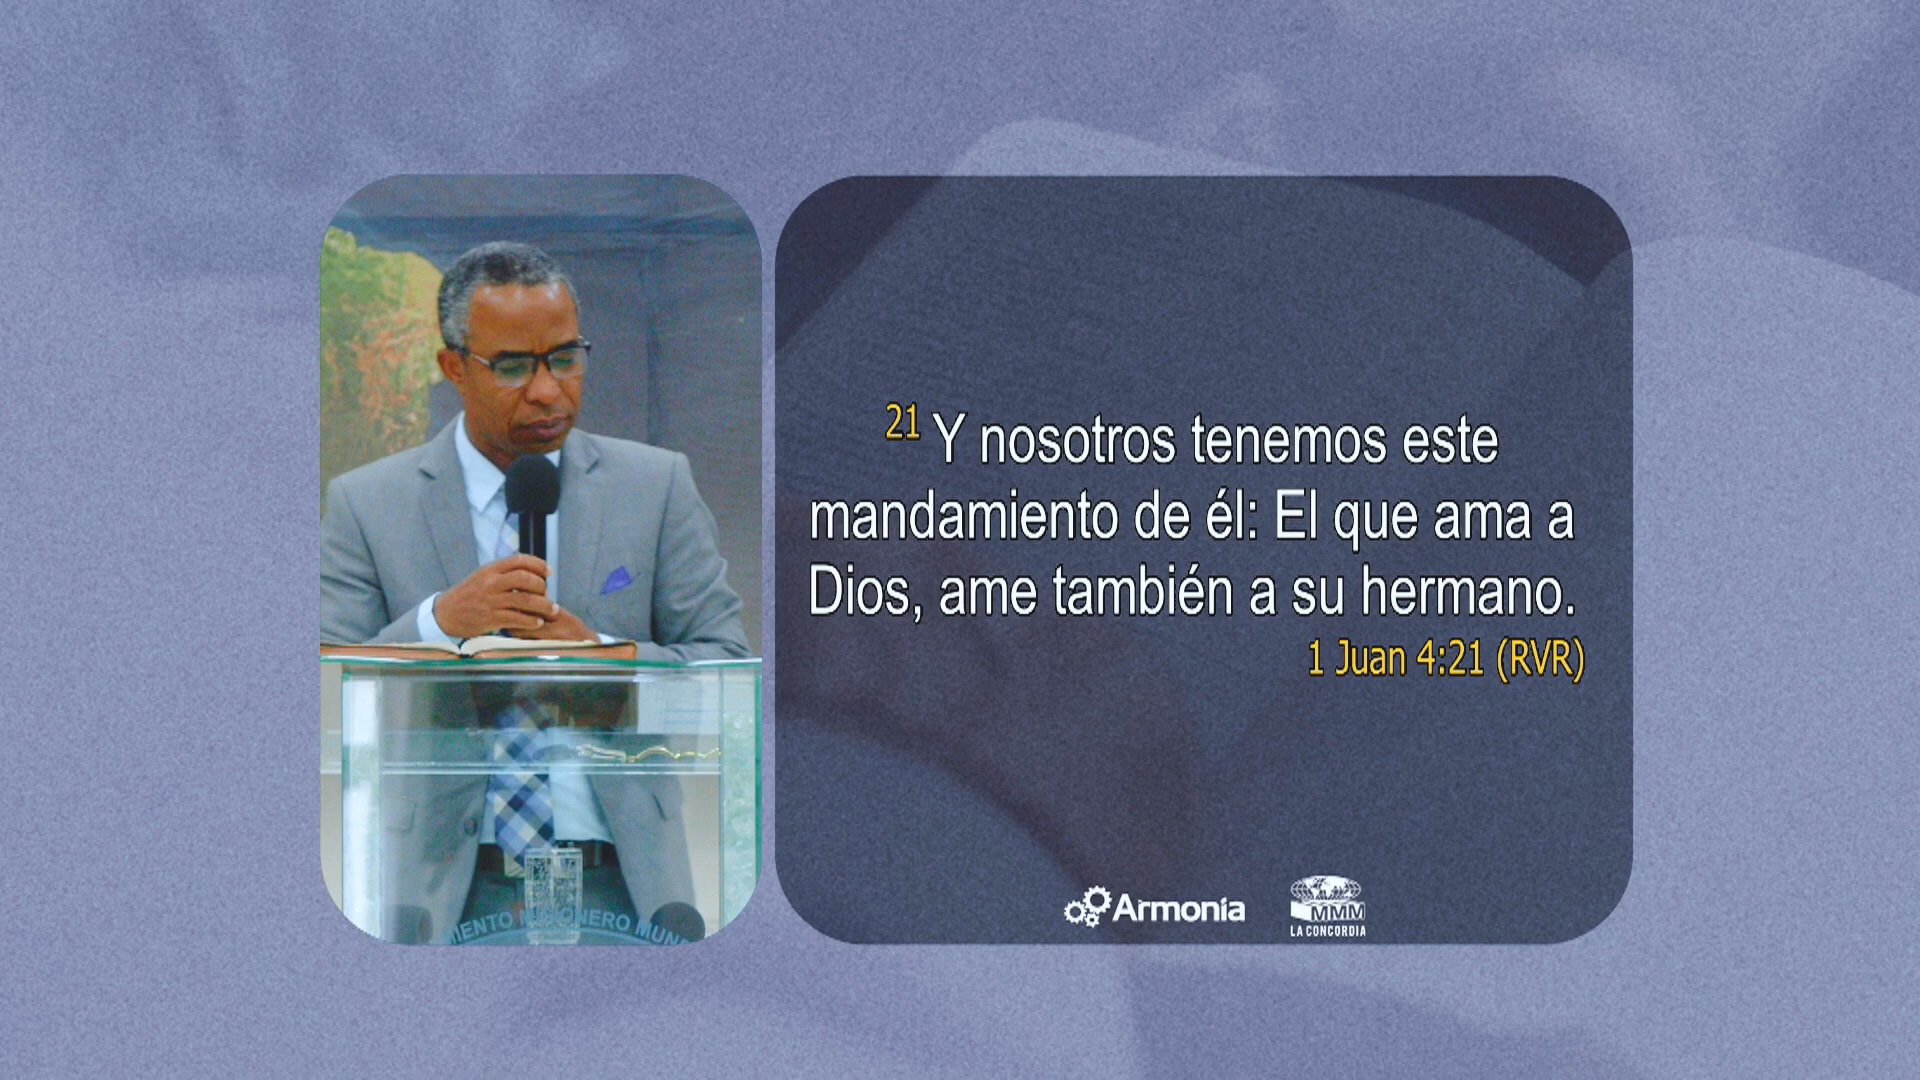 21 Y nosotros tenemos este
mandamiento de él: El que ama a
Dios, ame también a su hermano.
1 Juan 4:21 (RVR)
Armonía
MMM
LA CONCORDIA
MISIONERO